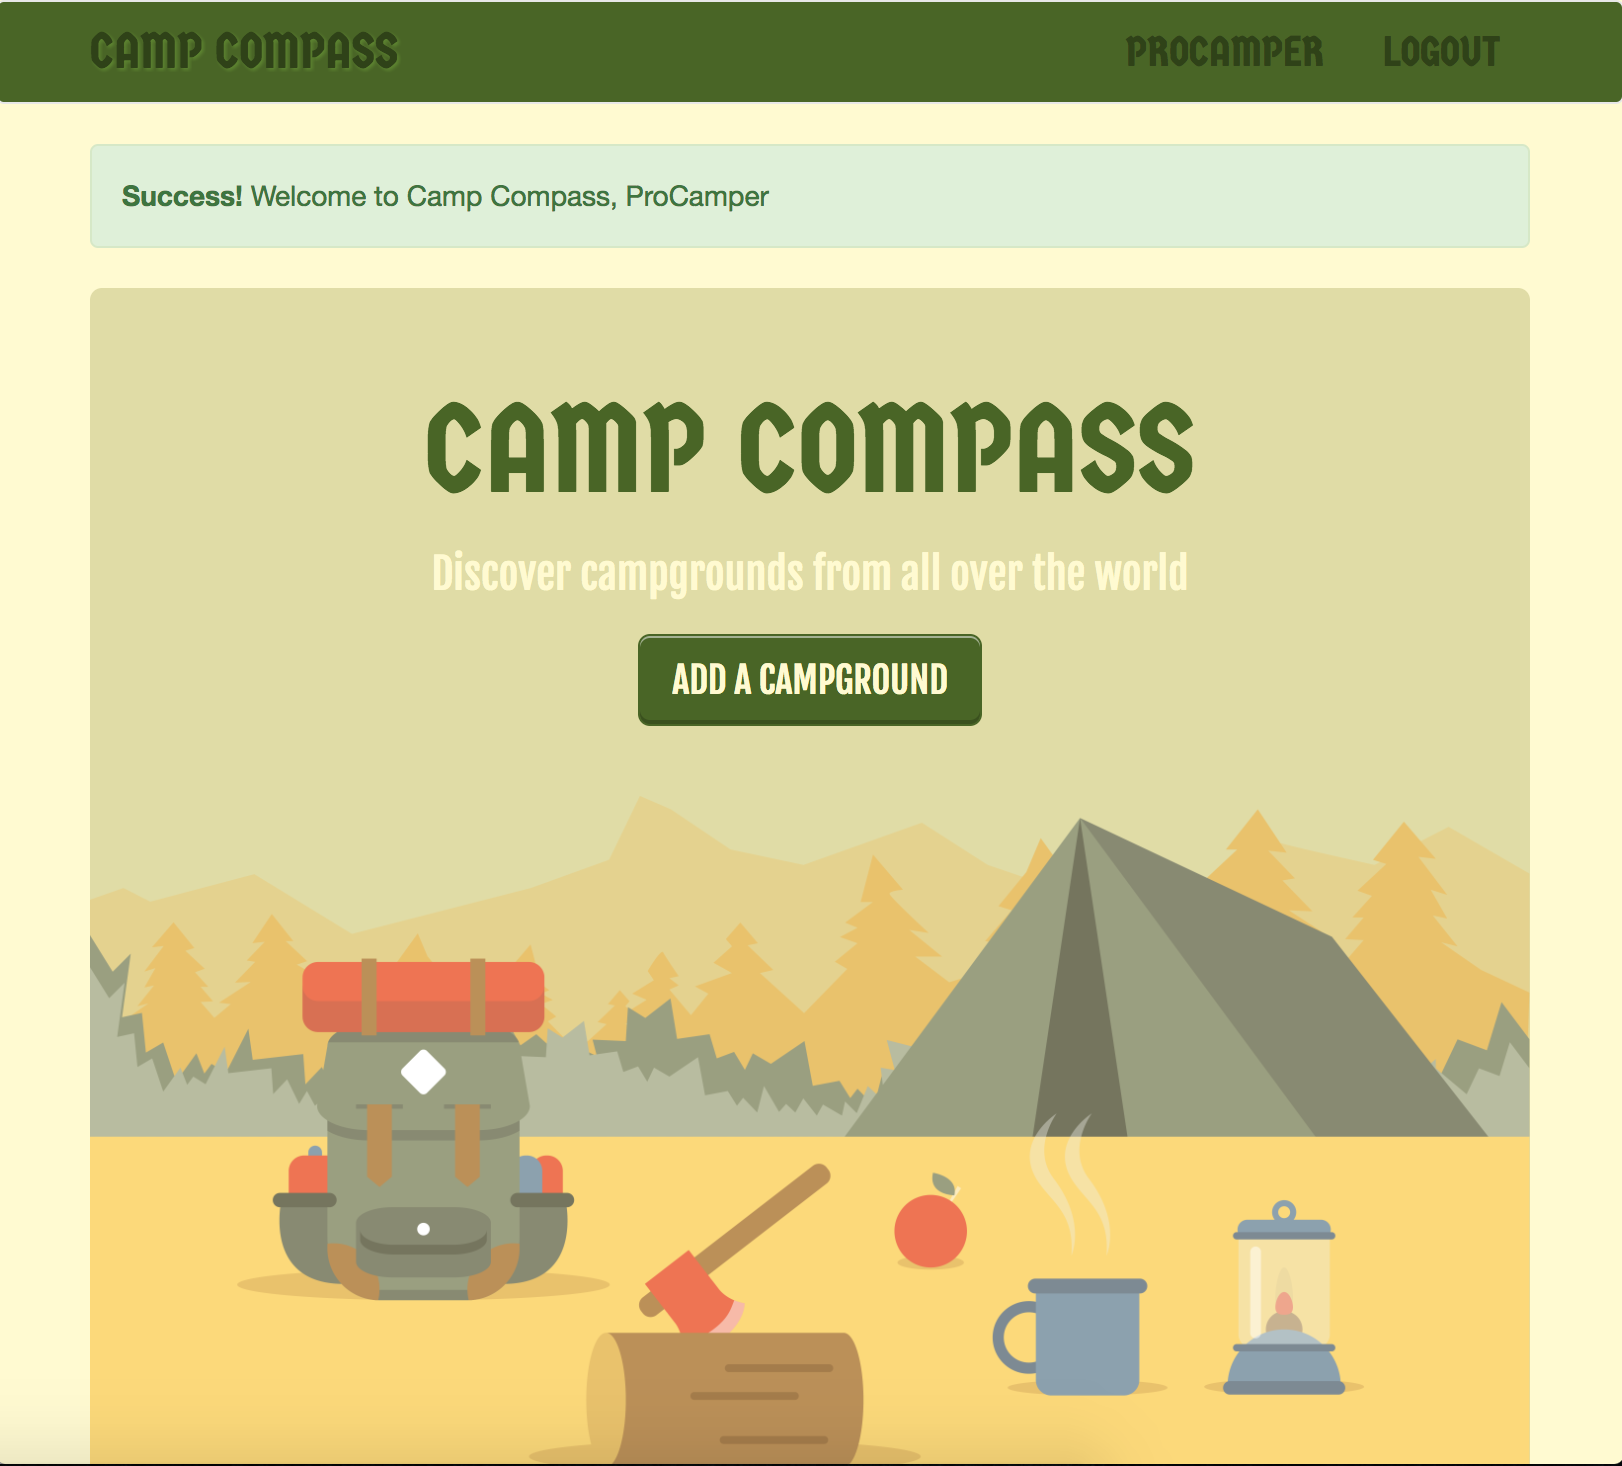 CAMP COMPASS
PROCAMPER LOGOUT
Success! Welcome to Camp Compass, ProCamper
CAMP COMPASS
Discover campgrounds from all over the world
ADD A CAMPGROUND